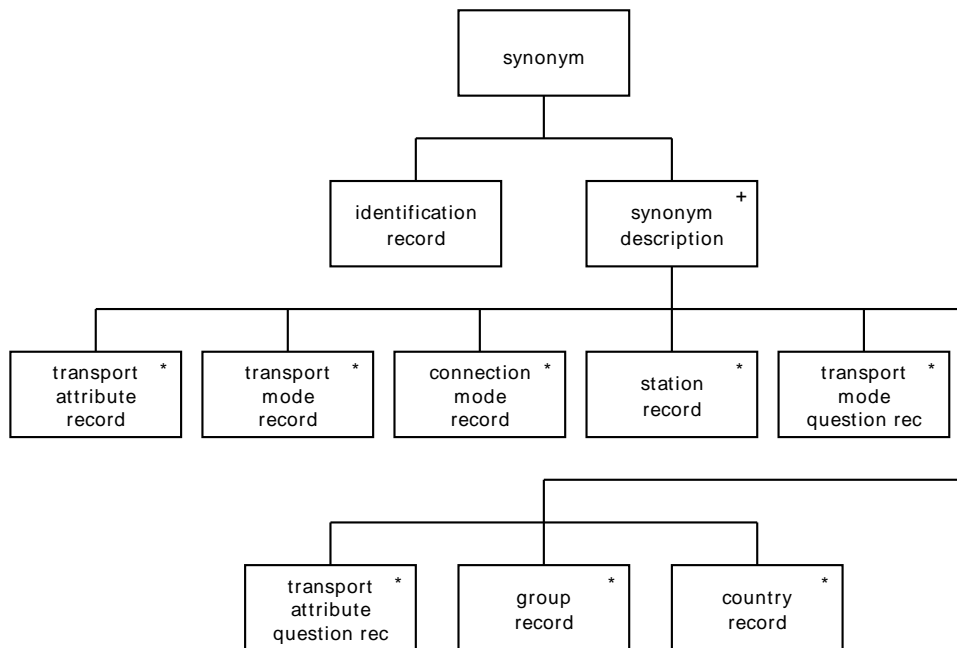 synonym
identification
record
+
synonym
description
transport *
attribute
record
transport *
mode
record
connection *
mode
record
*
station
record
transport *
mode
question rec
transport *
attribute
question rec
*
group
record
*
country
record